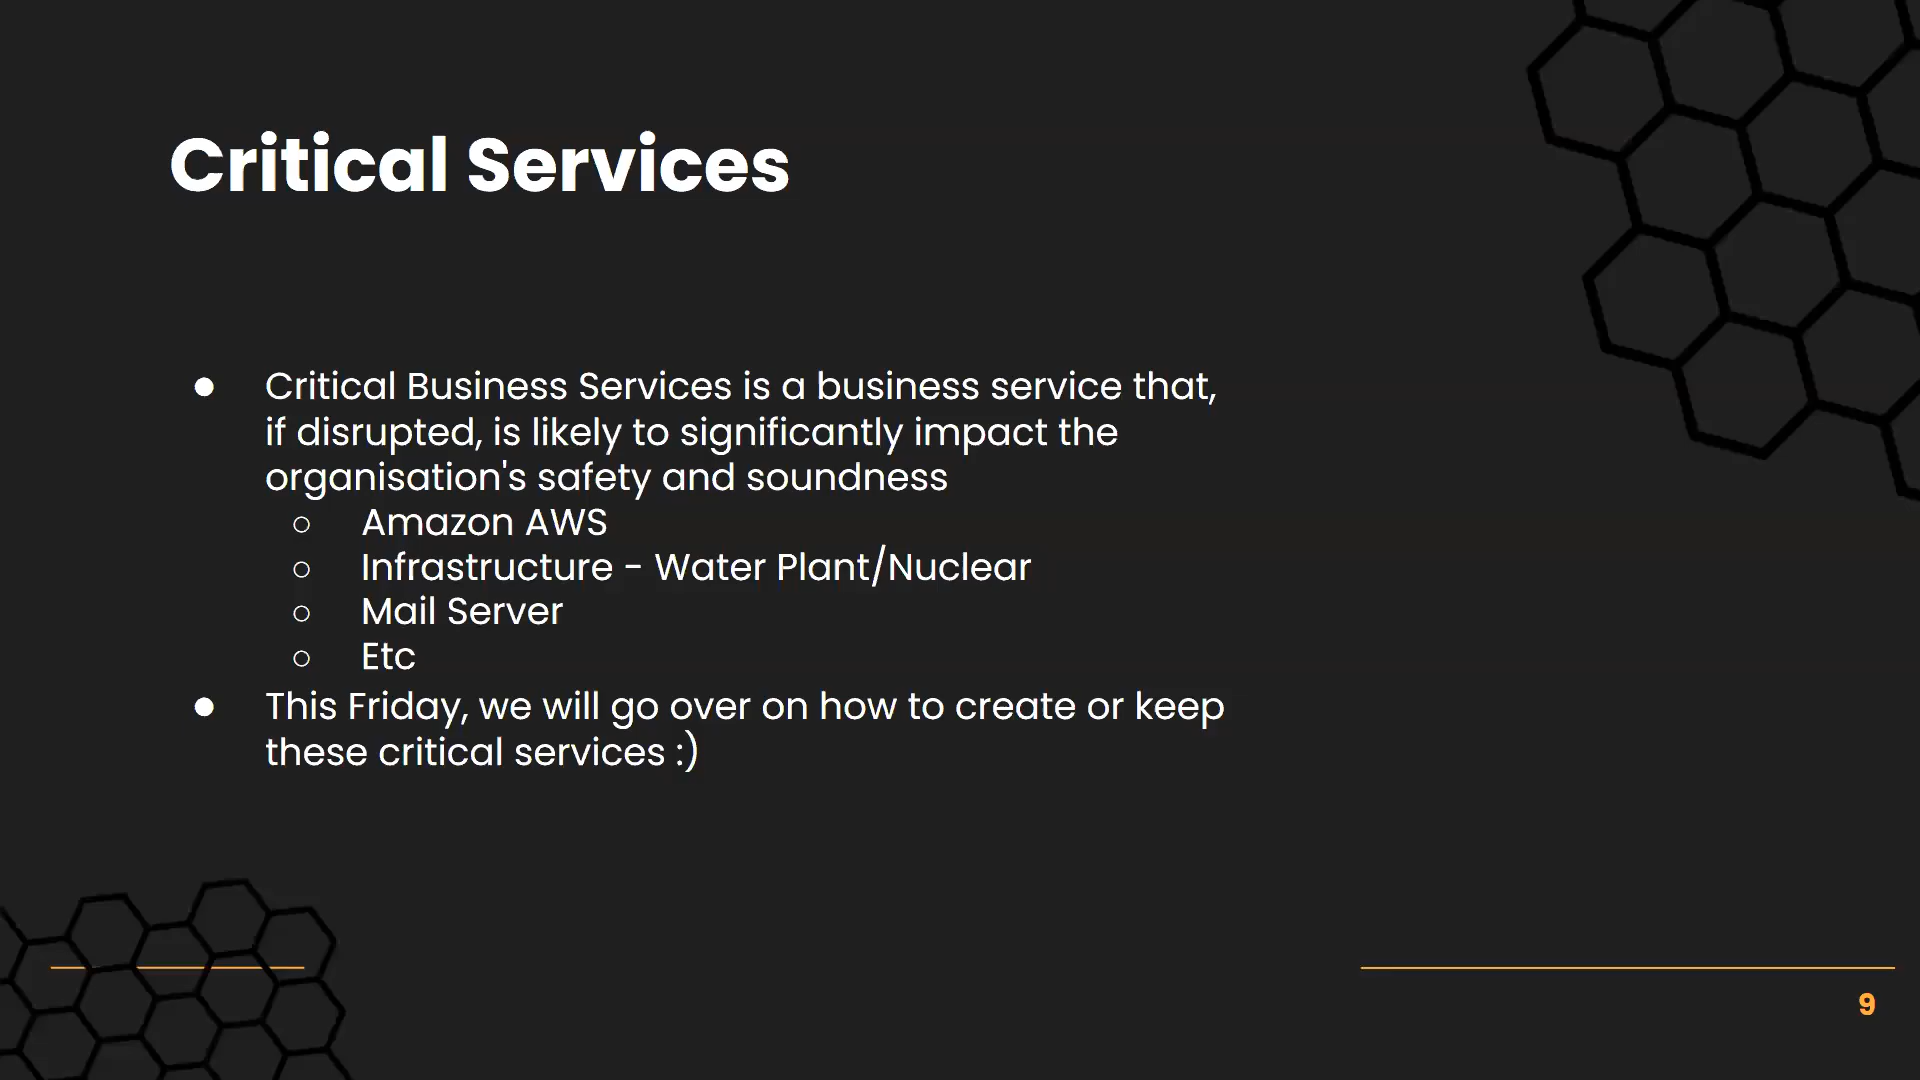 Critical Services
● Critical Business Services is a business service that,
if disrupted, is likely to significantly impact the
organisation's safety and soundness
○ Amazon AWS
○ Infrastructure - Water Plant/Nuclear
○ Mail Server
○ Etc
● This Friday, we will go over on how to create or keep
these critical services :)
9